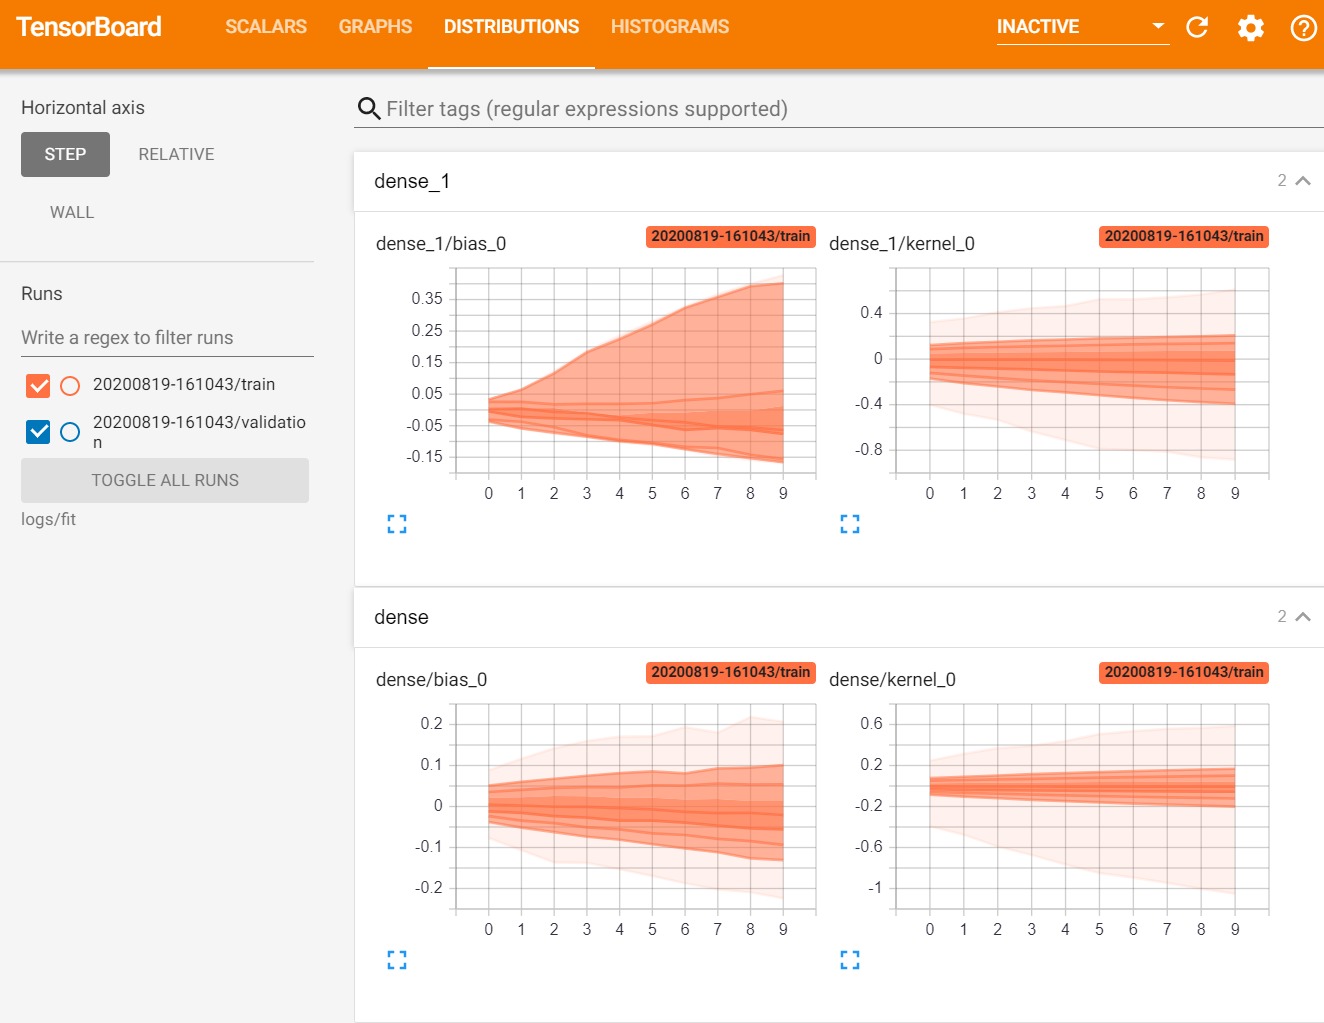 TensorBoard SCALARS GRAPHS DISTRIBUTIONS HISTOGRAMS INACTIVE
Horizontal axis
STEP RELATIVE
WALL
Runs
Write a regex to filter runs
20200819-161043/train
20200819-161043/validatio
n
TOGGLE ALL RUNS
logs/fit
Filter tags (regular expressions supported)
dense_1 2
dense_1/bias_0 20200819-161043/train
0.35
0.25
0.15
0.05
-0.05
-0.15
0 1 2 3 4 5 6 7 8 9
dense_1/kernel_0 20200819-161043/train
0.4
0
-0.4
-0.8
0 1 2 3 4 5 6 7 8 9
dense 2
dense/bias_0 20200819-161043/train
0.2
0.1
0
-0.1
-0.2
0 1 2 3 4 5 6 7 8 9
dense/kernel_0 20200819-161043/train
0.6
0.2
-0.2
-0.6
-1
0 1 2 3 4 5 6 7 8 9